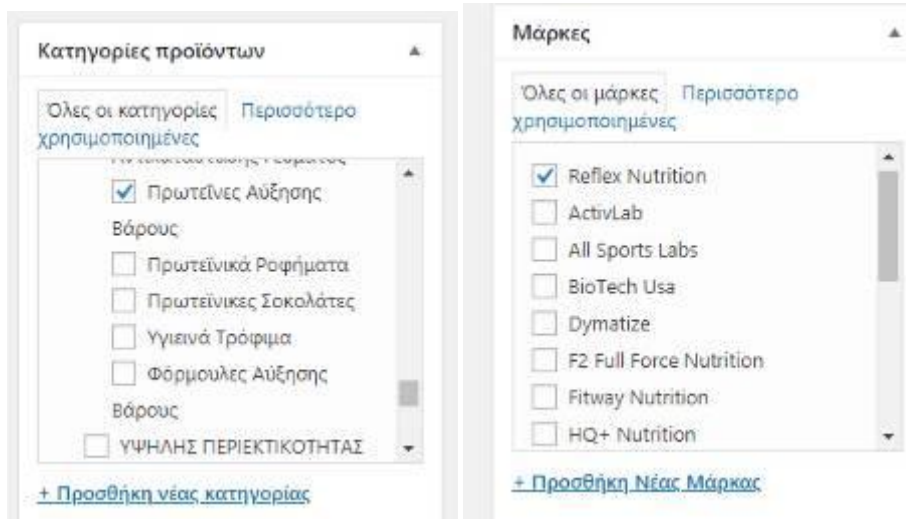 Κατηγορίες προϊόντων
Όλες οι κατηγορίες Περισσότερο
χρησιμοποιημένες
Πρωτεΐνες Αύξησης
Βάρους
Πρωτεϊνικά Ροφήματα
Πρωτεϊνικες Σοκολάτες
Υγιεινά Τρόφιμα
Φόρμουλες Αύξησης
Βάρους
ΥΨΗΛΗΣ ΠΕΡΙΕΚΤΙΚΟΤΗΤΑΣ
+ Προσθήκη νέας κατηγορίας
Μάρκες
Όλες οι μάρκες Περισσότερο
χρησιμοποιημένες
Reflex Nutrition
ActivLab
All Sports Labs
BioTech Usa
Dymatize
F2 Full Force Nutrition
Fitway Nutrition
HQ+ Nutrition
+ Προσθήκη Νέας Μάρκας